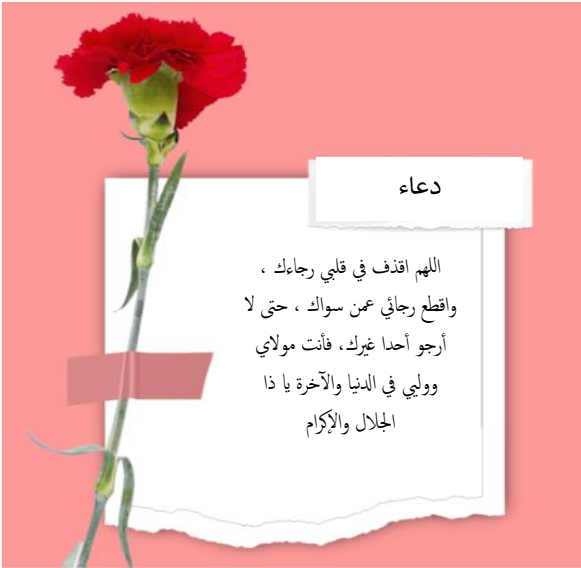 دعاء
اللهم اقذف في قلبي رجاءك ،
واقطع رجائي عمن سواك ، حتى لا
أرجو أحدا غيرك، فأنت مولاي
ووليي في الدنيا والآخرة يا ذا
الجلال والإكرام